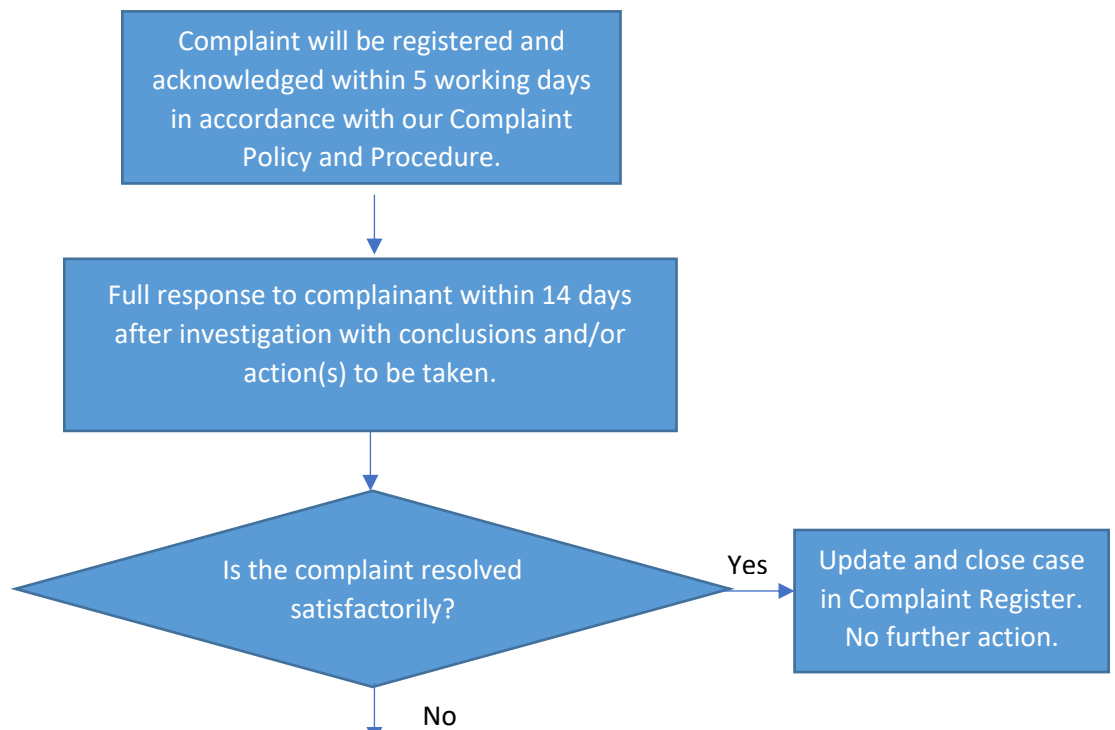 Complaint will be registered and
acknowledged within 5 working days
in accordance with our Complaint
Policy and Procedure.
Full response to complainant within 14 days
after investigation with conclusions and/or
action(s) to be taken.
Is the complaint resolved
satisfactorily?
Yes
Update and close case
in Complaint Register.
No further action.
No